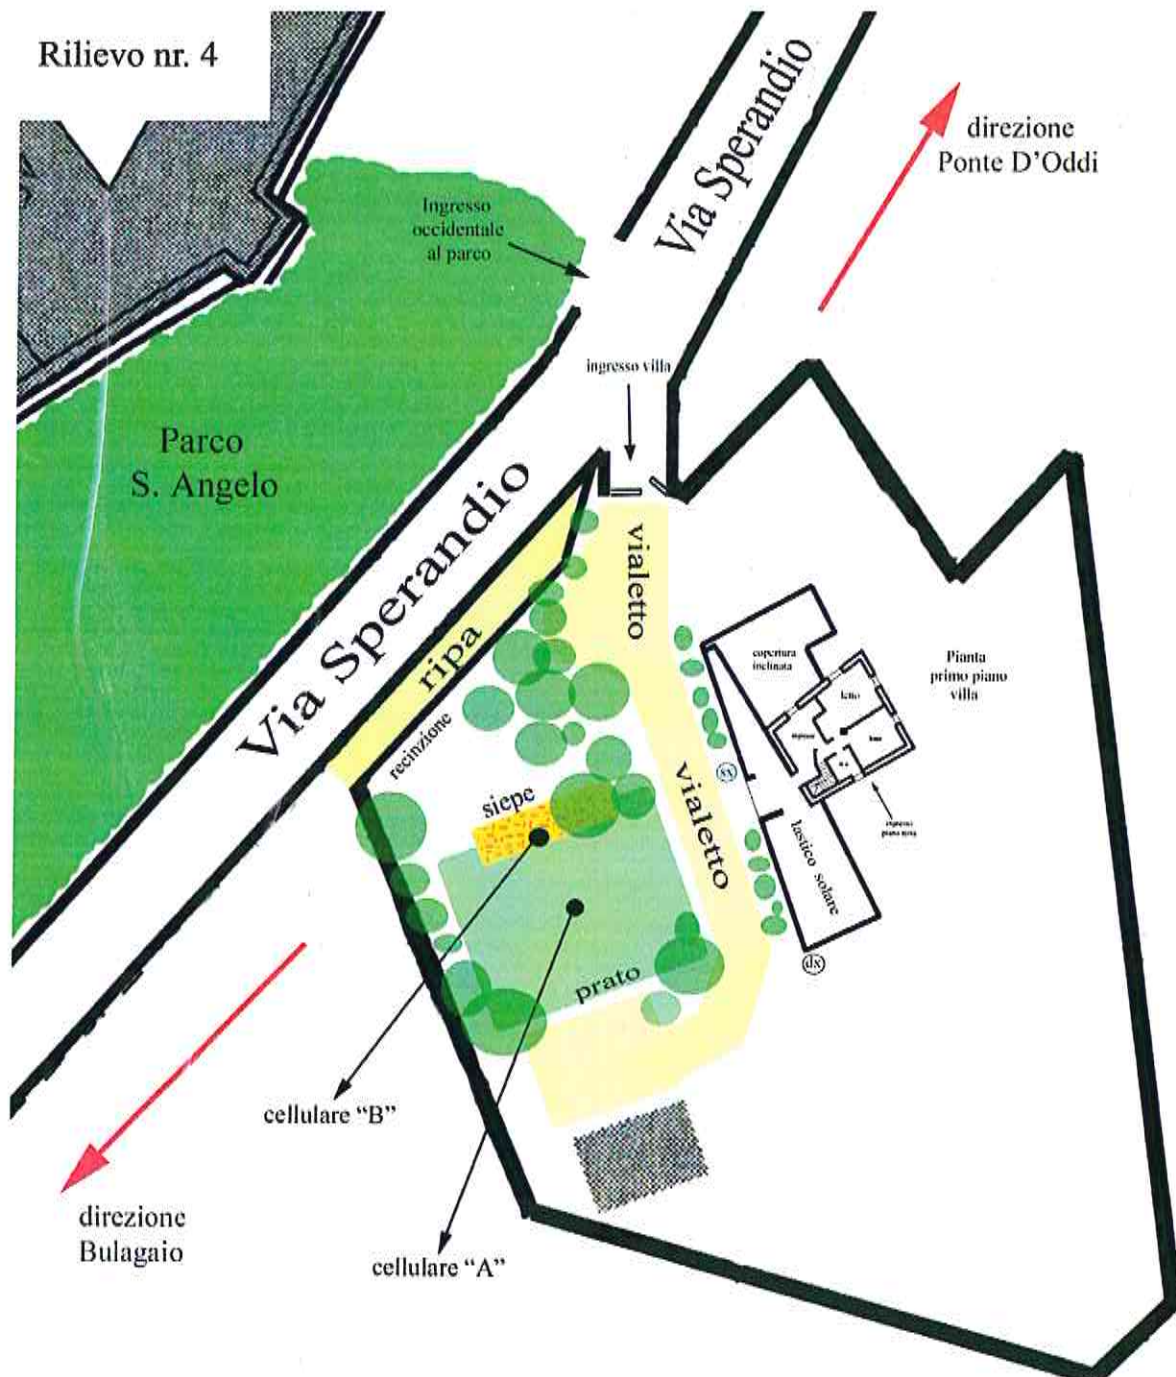 Rilievo nr. 4
Via Sperandio
direzione
Ponte D'Oddi
Ingresso
occidentale
al parco
ingresso villa
Parco
S. Angelo
Via Sperandio
vialetto
ripa
recinzione
copertura
inclinata
letto
Pianta
primo piano
villa
siepe
vialetto
sx
lastico solare
dx
prato
cellulare "B"
cellulare "A"
direzione
Bulagaio